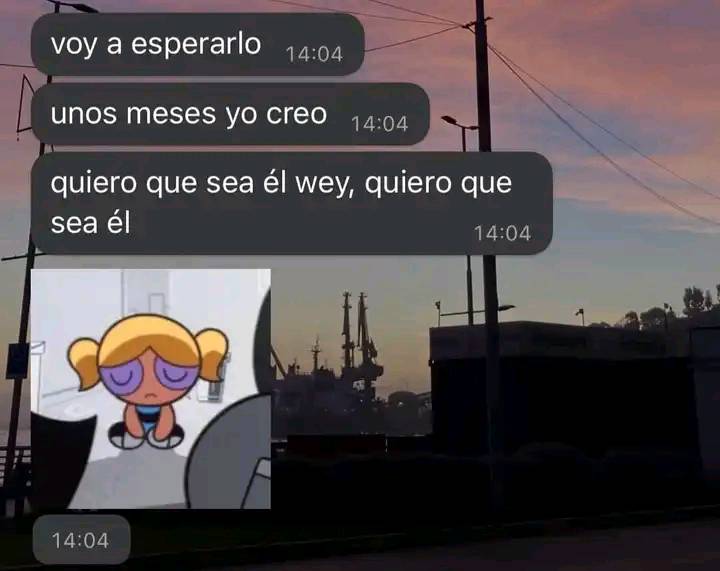 voy a esperarlo 14:04
unos meses yo creo 14:04
quiero que sea él wey, quiero que
sea él 14:04
14:04